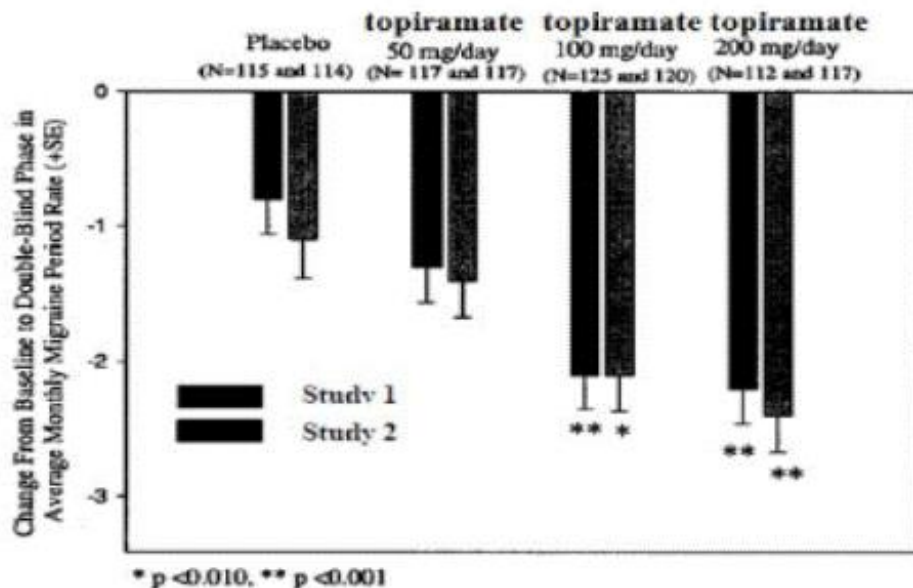 Placebo
(N=115 and 114)
topiramate
50 mg/day
(N= 117 and 117)
topiramate
100 mg/day
(N=125 and 120)
topiramate
200 mg/day
(N=112 and 117)
Change From Baseline to Double-Blind Phase in
Average Monthly Migraine Period Rate (+SE)
0
-1
-2
-3
Study 1
Study 2
** *
**
**
* p <0.010, ** p <0.001